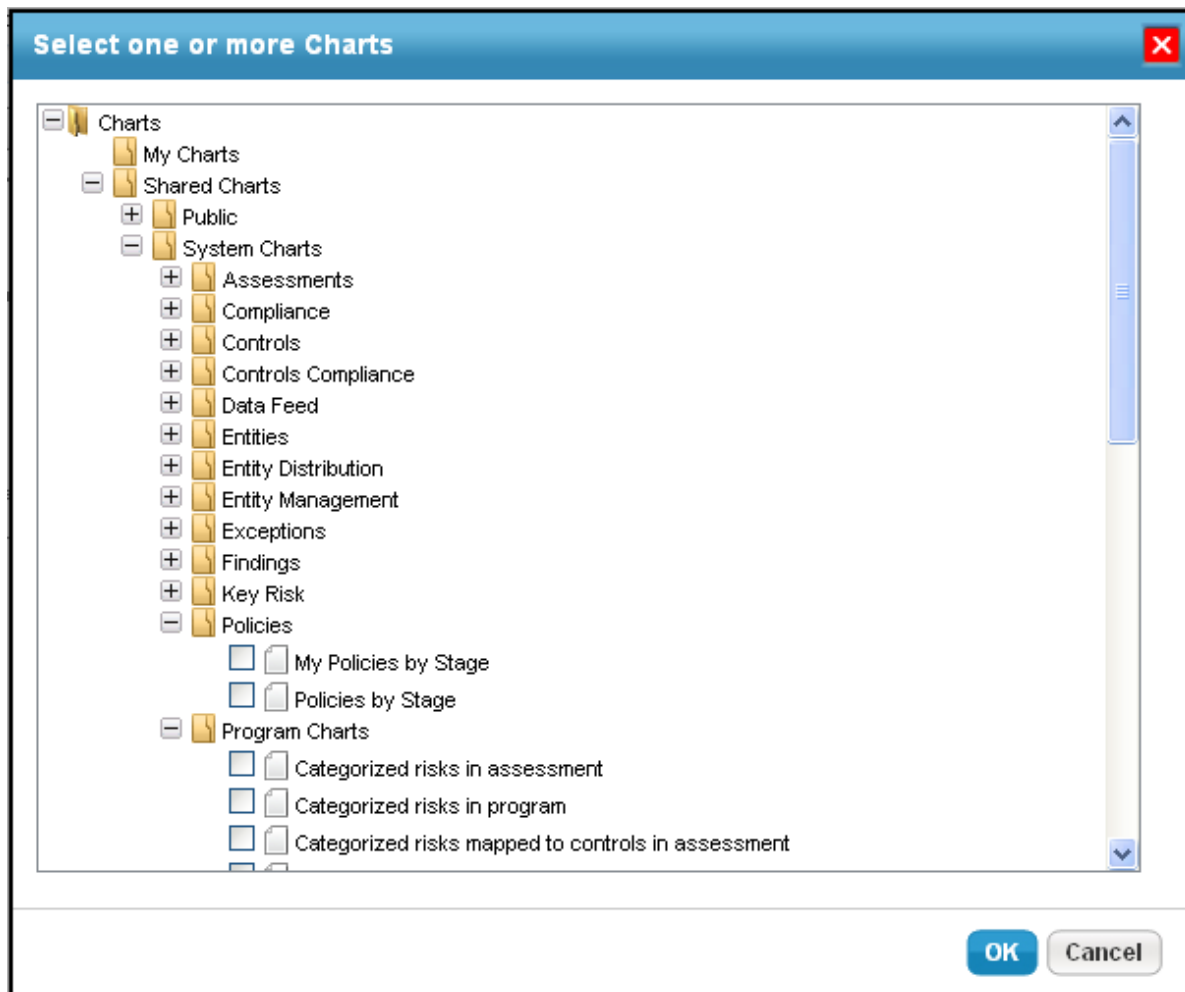 Select one or more Charts
Charts
My Charts
Shared Charts
Public
System Charts
Assessments
Compliance
Controls
Controls Compliance
Data Feed
Entities
Entity Distribution
Entity Management
Exceptions
Findings
Key Risk
Policies
My Policies by Stage
Policies by Stage
Program Charts
Categorized risks in assessment
Categorized risks in program
Categorized risks mapped to controls in assessment
OK Cancel